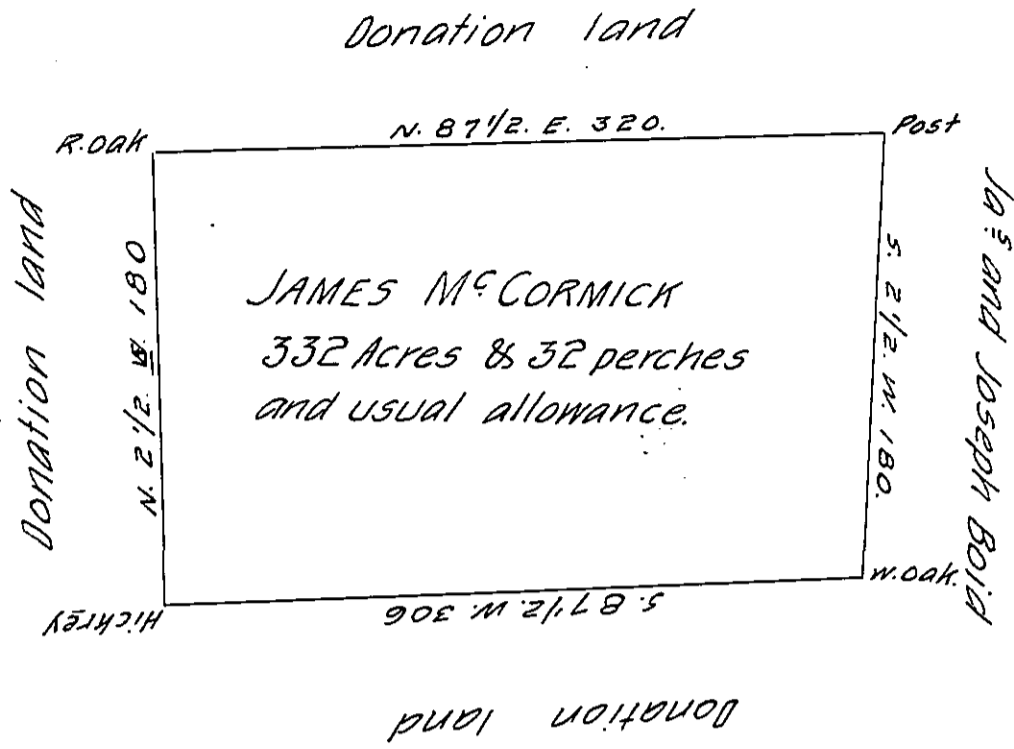 Donation land
N. 87 1/2. E. 320.
R. Oak
Post
Donation land
N. 2 1/2. W. 180
JAMES McCORMICK
332 Acres & 32 perches
and usual allowance.
S. 2 1/2. W. 180.
Jas and Joseph Boid
W. Oak.
Hickrey
S. 87 1/2. W. 306
Donation land